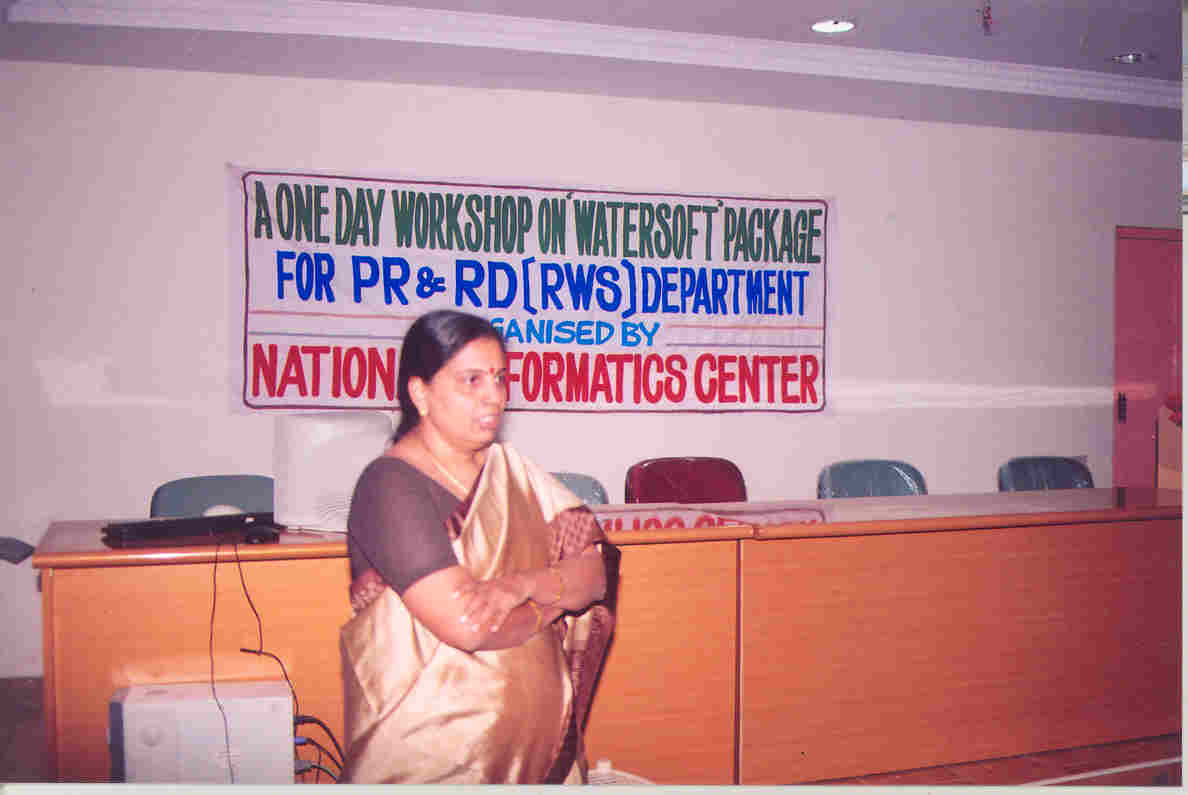 A ONE DAY WORKSHOP ON 'WATERSOFT' PACKAGE
FOR PR & RD (RWS) DEPARTMENT
GANISED BY
NATION FORMATICS CENTER